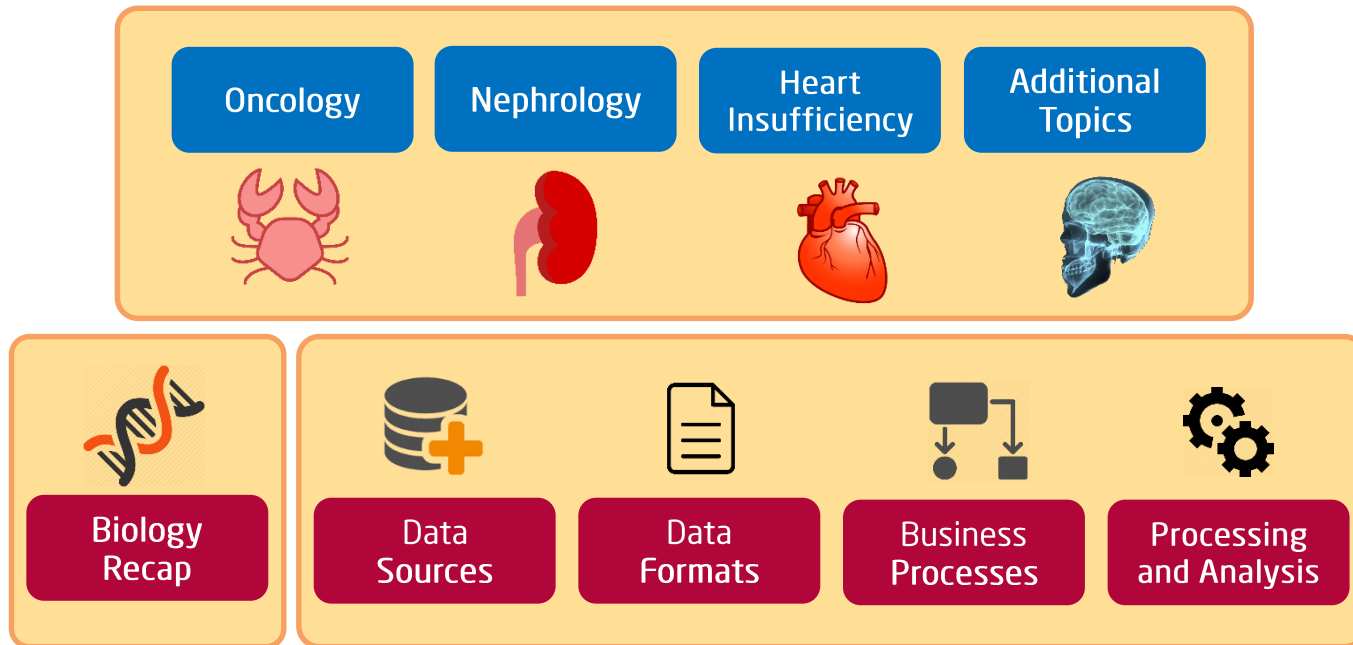 Oncology
Nephrology
Heart
Insufficiency
Additional
Topics
Biology
Recap
Data
Sources
Data
Formats
Business
Processes
Processing
and Analysis